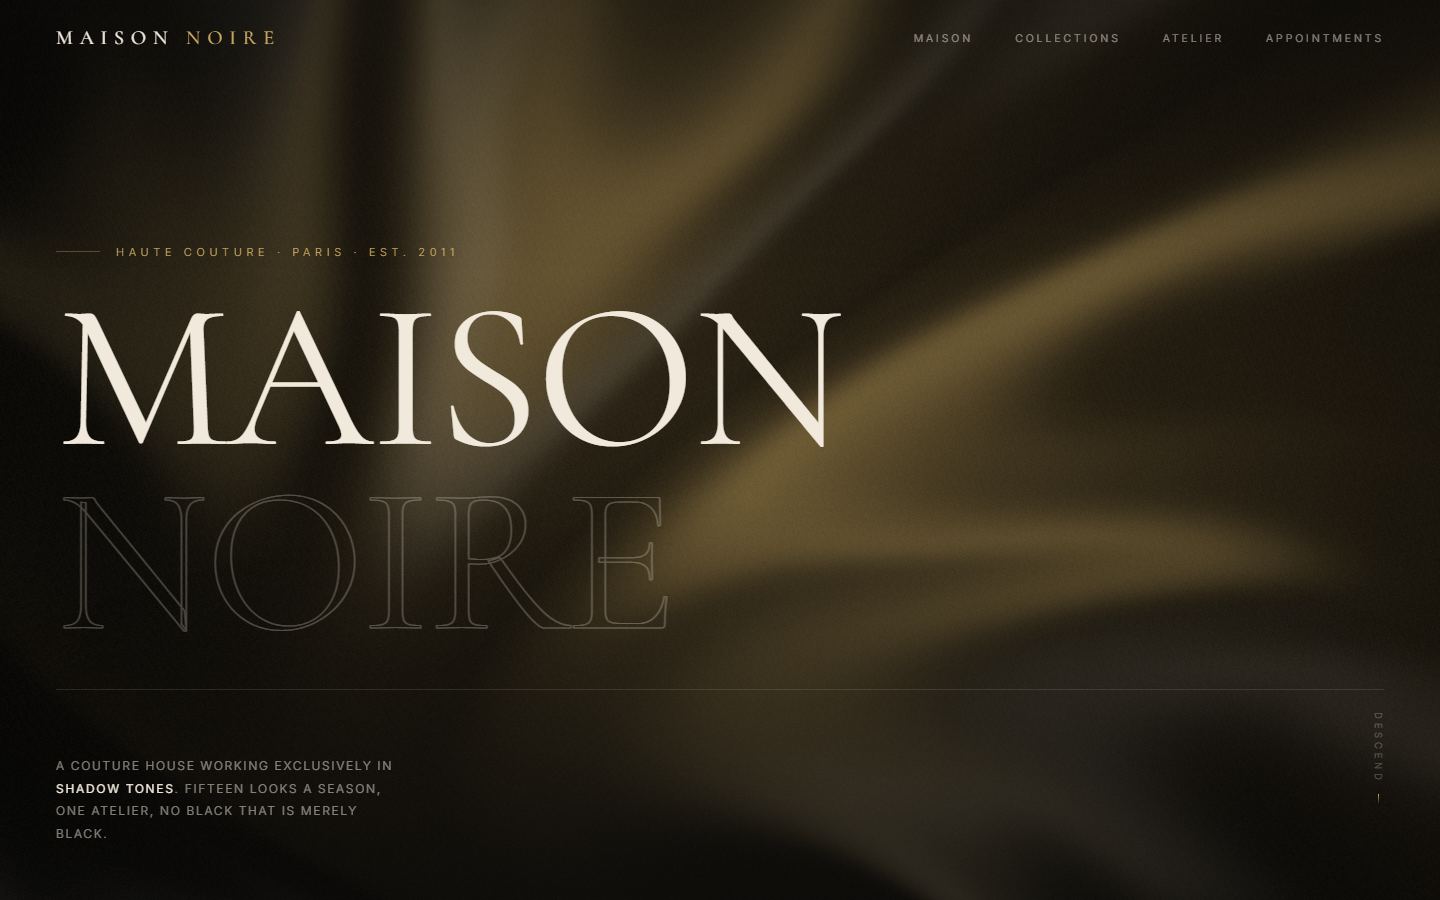 MAISON NOIRE
MAISON COLLECTIONS ATELIER APPOINTMENTS
HAUTE COUTURE · PARIS · EST. 2011
MAISON
NOIRE
DESCEND
A COUTURE HOUSE WORKING EXCLUSIVELY IN
SHADOW TONES. FIFTEEN LOOKS A SEASON,
ONE ATELIER, NO BLACK THAT IS MERELY
BLACK.